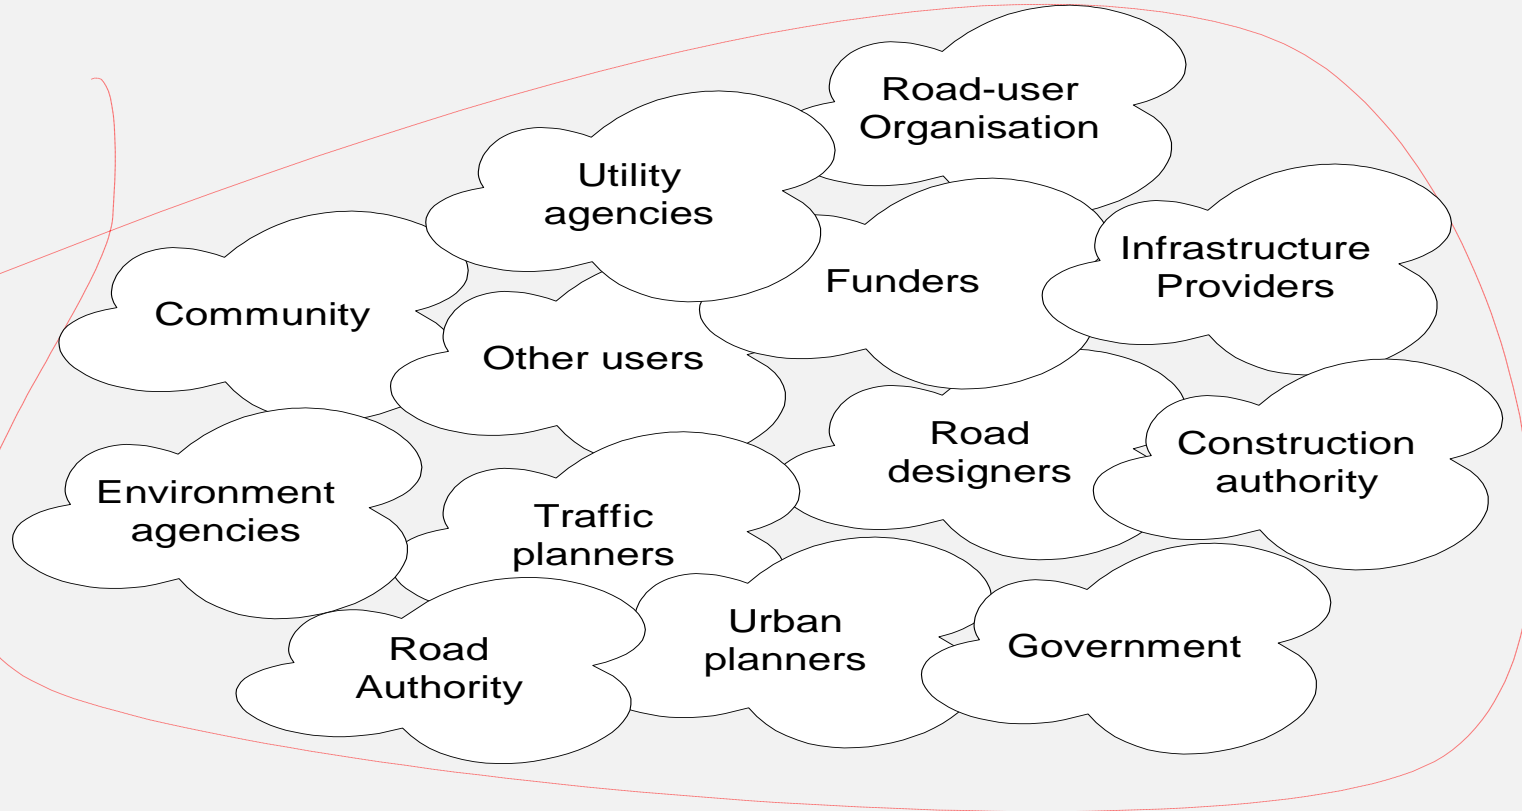 Road-user
Organisation
Utility
agencies
Infrastructure
Providers
Funders
Community
Other users
Road
designers
Construction
authority
Environment
agencies
Traffic
planners
Urban
planners
Government
Road
Authority